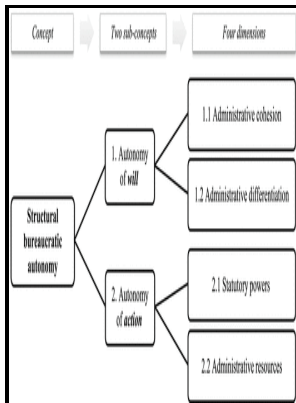 Concept
Two sub-concepts
Four dimensions
Structural
bureaucratic
autonomy
1. Autonomy
of will
2. Autonomy
of action
1.1 Administrative cohesion
1.2 Administrative differentiation
2.1 Statutory powers
2.2 Administrative resources